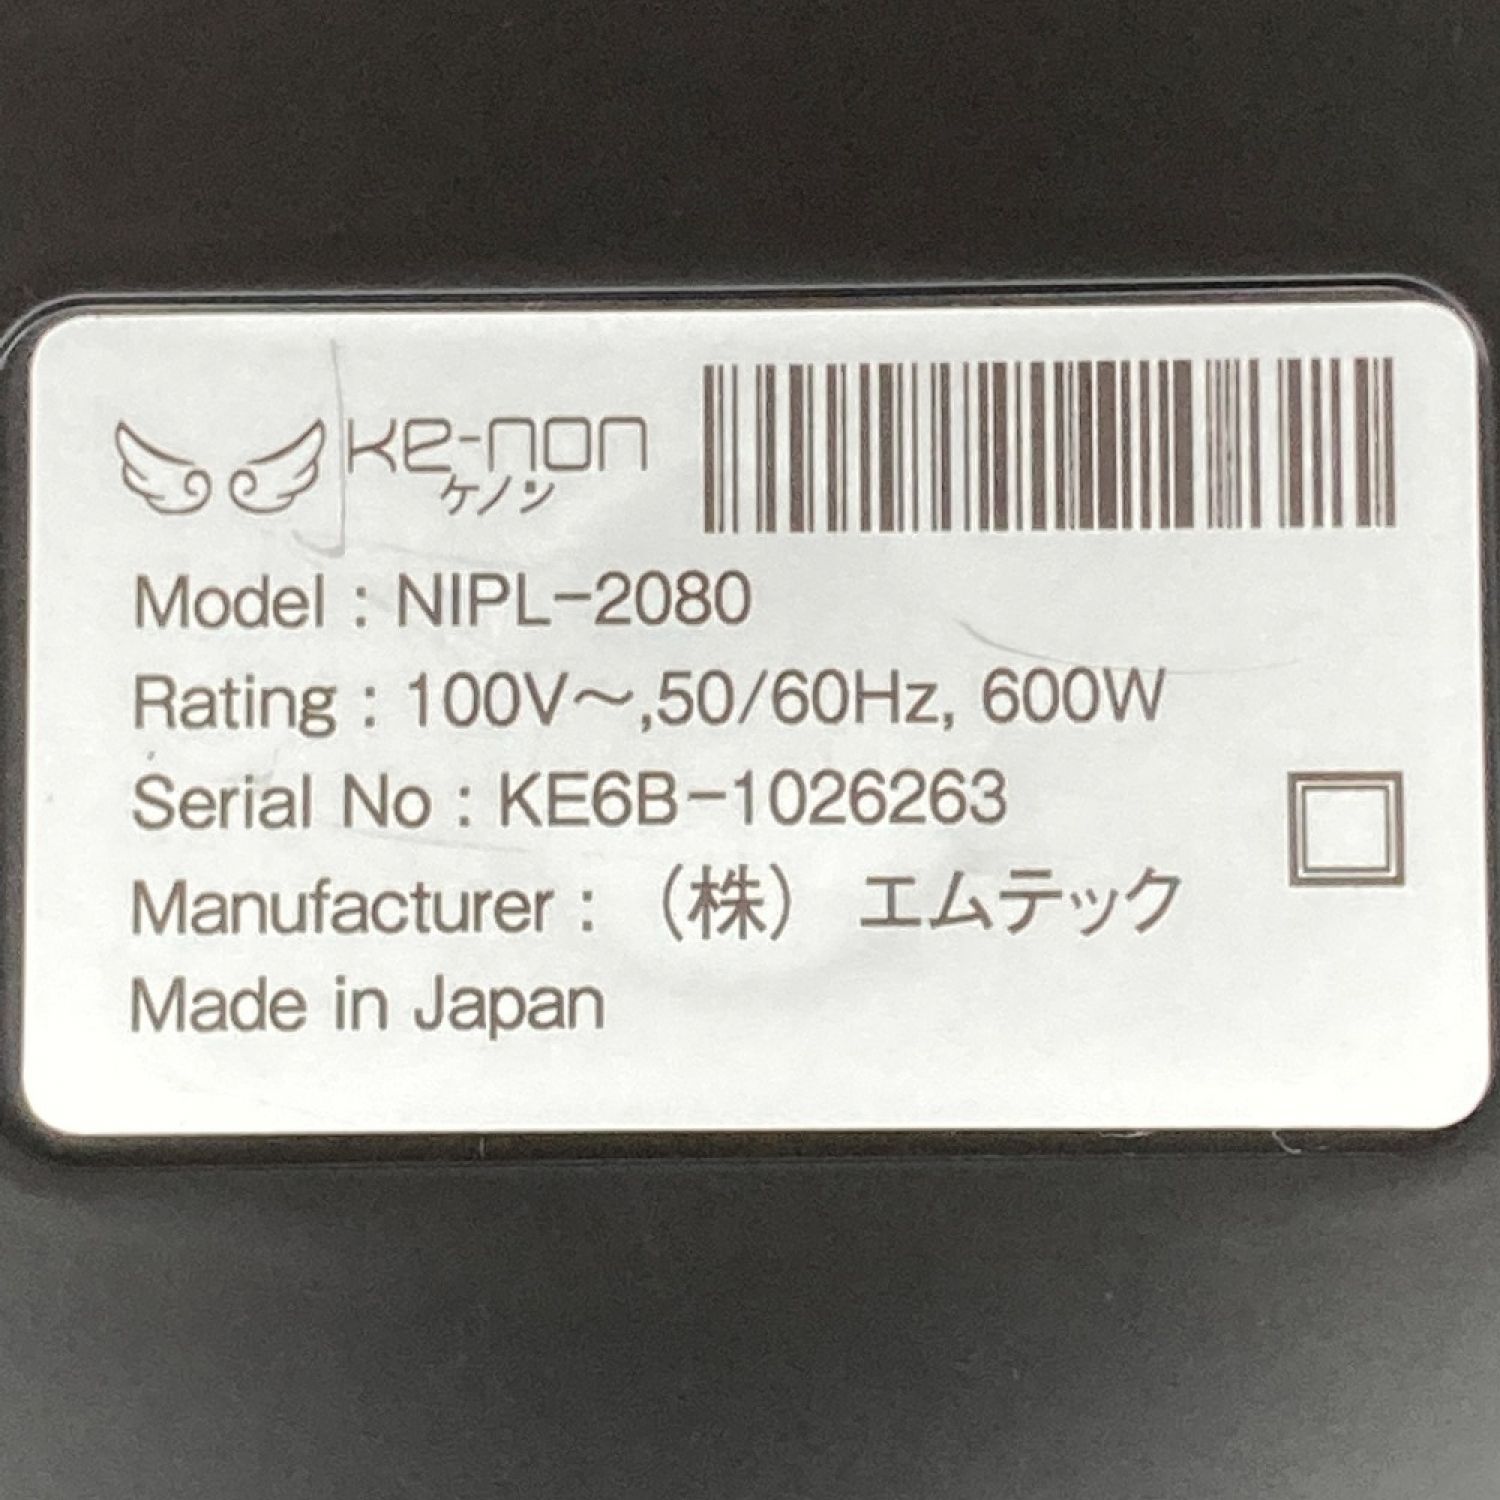 ke-non
ケノン
Model : NIPL-2080
Rating : 100V～,50/60Hz, 600W
Serial No : KE6B-1026263
Manufacturer : （株） エムテック
Made in Japan